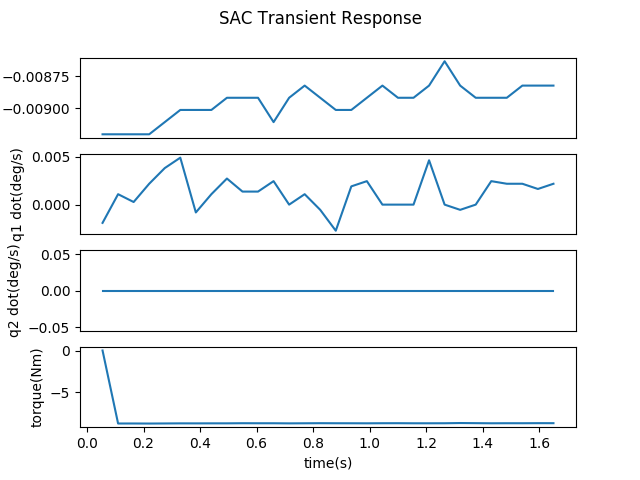 SAC Transient Response
−0.00875
−0.00900
0.005
0.000
q1 dot(deg/s)
0.05
0.00
−0.05
q2 dot(deg/s)
0
−5
torque(Nm)
0.0 0.2 0.4 0.6 0.8 1.0 1.2 1.4 1.6
time(s)